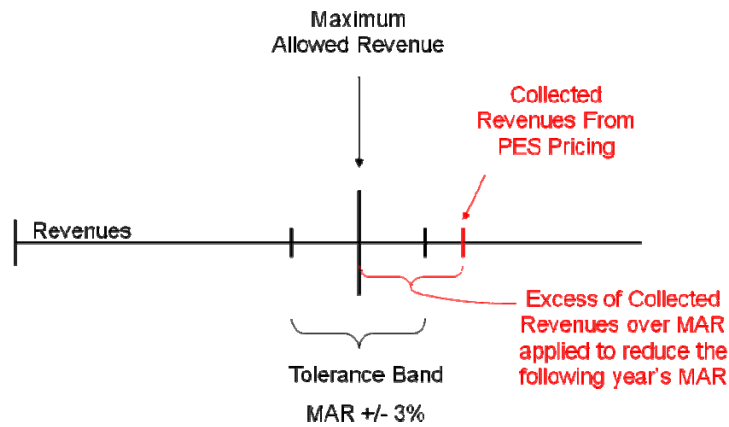 Maximum
Allowed Revenue
Collected
Revenues From
PES Pricing
Revenues
Excess of Collected
Revenues over MAR
applied to reduce the
following year's MAR
Tolerance Band
MAR +/- 3%